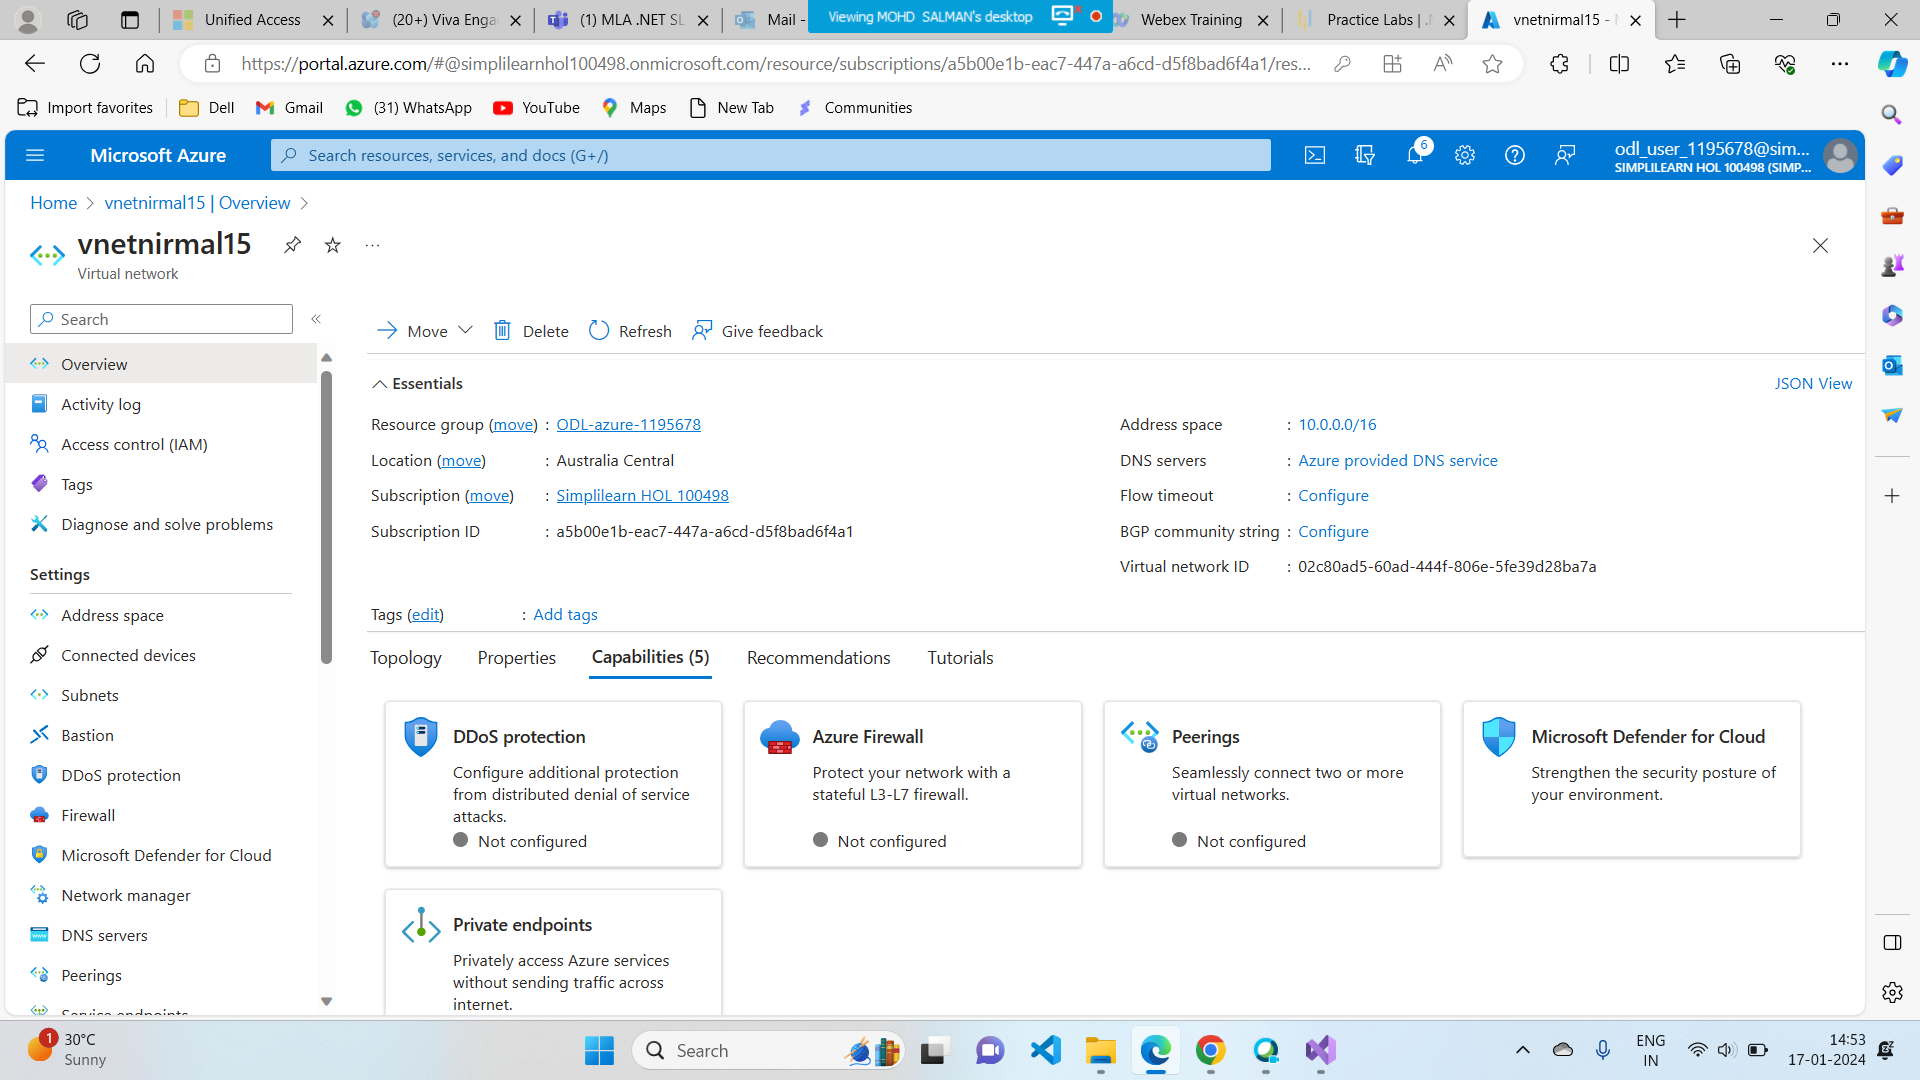 Unified Access
(20+) Viva Enga
(1) MLA .NET SL
Mail -
Viewing MOHD SALMAN's desktop
Webex Training
Practice Labs | .
vnetnirmal15 -
https://portal.azure.com/#@simplilearnhol100498.onmicrosoft.com/resource/subscriptions/a5b00e1b-eac7-447a-a6cd-d5f8bad6f4a1/res...
Import favorites
Dell
Gmail
(31) WhatsApp
YouTube
Maps
New Tab
Communities
Microsoft Azure
Search resources, services, and docs (G+/)
6
odl_user_1195678@sim...
SIMPLILEARN HOL 100498 (SIMP...
Home
vnetnirmal15 | Overview
vnetnirmal15
Virtual network
Search
Overview
Activity log
Access control (IAM)
Tags
Diagnose and solve problems
Settings
Address space
Connected devices
Subnets
Bastion
DDoS protection
Firewall
Microsoft Defender for Cloud
Network manager
DNS servers
Peerings
Service endpoints
Move
Delete
Refresh
Give feedback
Essentials
JSON View
Resource group (move) : ODL-azure-1195678
Location (move) : Australia Central
Subscription (move) : Simplilearn HOL 100498
Subscription ID : a5b00e1b-eac7-447a-a6cd-d5f8bad6f4a1
Address space : 10.0.0.0/16
DNS servers : Azure provided DNS service
Flow timeout : Configure
BGP community string : Configure
Virtual network ID : 02c80ad5-60ad-444f-806e-5fe39d28ba7a
Tags (edit) : Add tags
Topology
Properties
Capabilities (5)
Recommendations
Tutorials
DDoS protection
Configure additional protection
from distributed denial of service
attacks.
Not configured
Azure Firewall
Protect your network with a
stateful L3-L7 firewall.
Not configured
Peerings
Seamlessly connect two or more
virtual networks.
Not configured
Microsoft Defender for Cloud
Strengthen the security posture of
your environment.
Private endpoints
Privately access Azure services
without sending traffic across
internet.
1
30°C
Sunny
Search
ENG
IN
14:53
17-01-2024